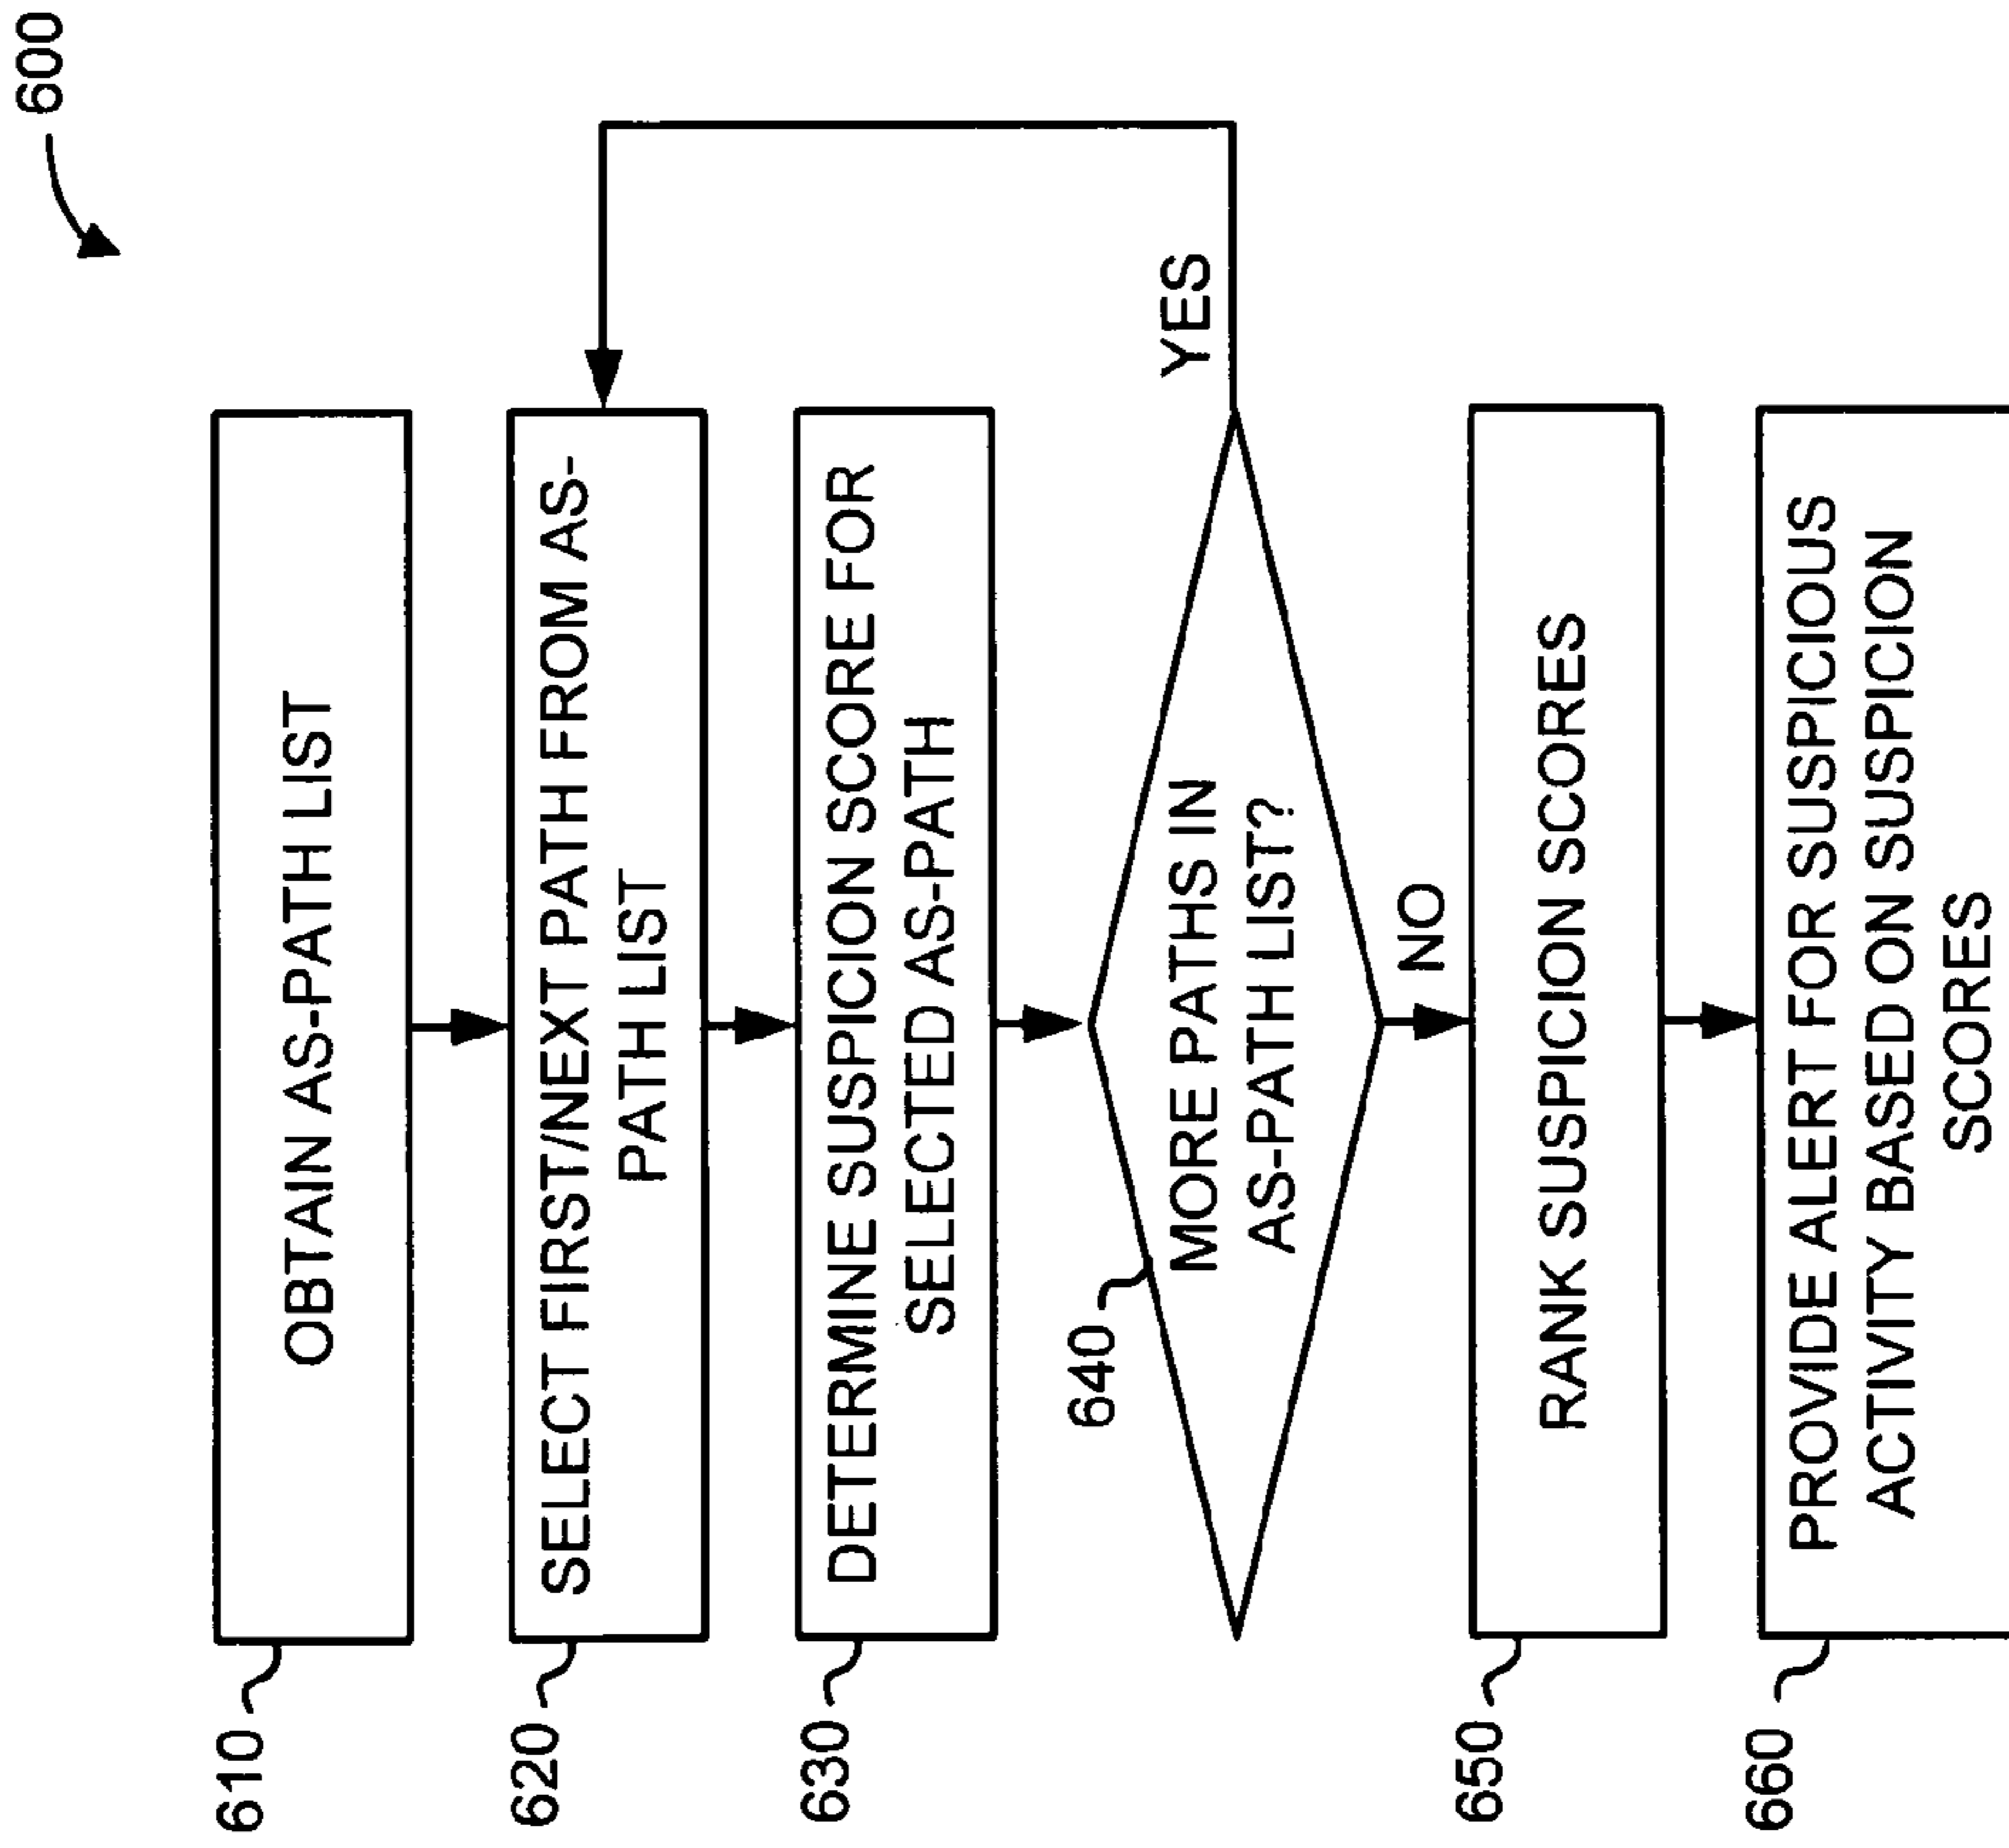 600
610
OBTAIN AS-PATH LIST
620
SELECT FIRST/NEXT PATH FROM AS-
PATH LIST
630
DETERMINE SUSPICION SCORE FOR
SELECTED AS-PATH
640
MORE PATHS IN
AS-PATH LIST?
YES
NO
650
RANK SUSPICION SCORES
660
PROVIDE ALERT FOR SUSPICIOUS
ACTIVITY BASED ON SUSPICION
SCORES